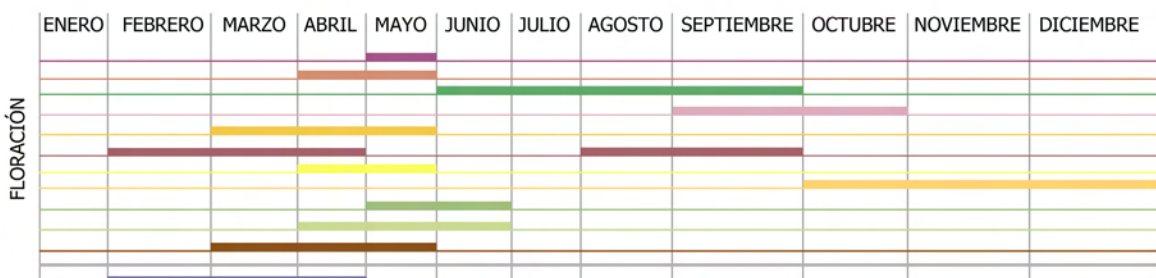 ENERO FEBRERO MARZO ABRIL MAYO JUNIO JULIO AGOSTO SEPTIEMBRE OCTUBRE NOVIEMBRE DICIEMBRE
FLORACIÓN